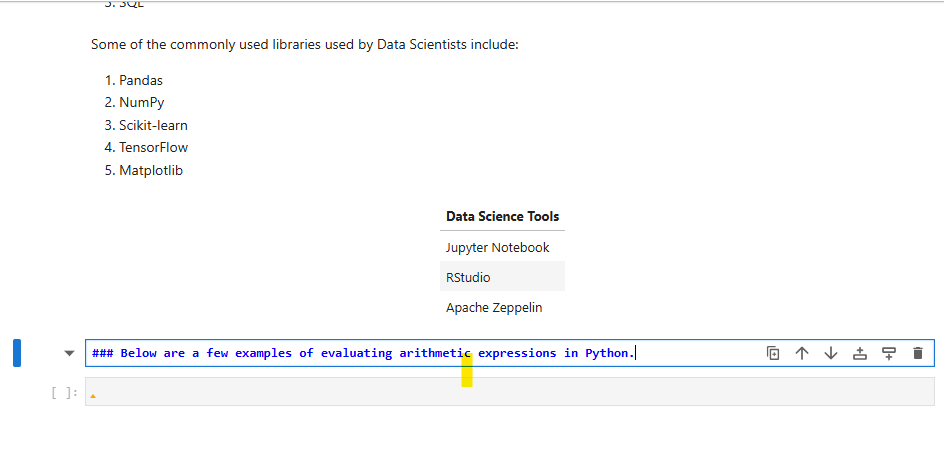 3. SQL
Some of the commonly used libraries used by Data Scientists include:
1. Pandas
2. NumPy
3. Scikit-learn
4. TensorFlow
5. Matplotlib
Data Science Tools
Jupyter Notebook
RStudio
Apache Zeppelin
### Below are a few examples of evaluating arithmetic expressions in Python.
[ ]: